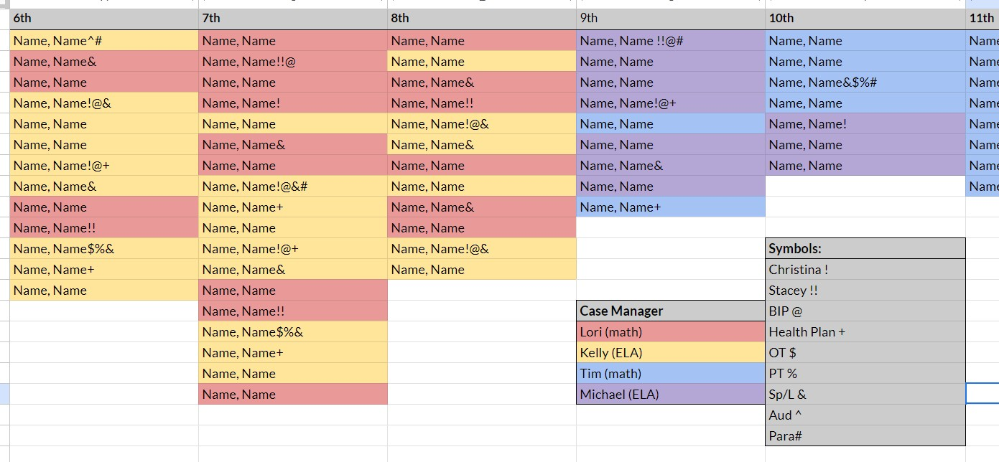 6th 7th 8th 9th 10th 11th
Name, Name^# Name, Name Name, Name Name, Name !!@# Name, Name Name
Name, Name& Name, Name!!@ Name, Name Name, Name Name, Name Name
Name, Name Name, Name Name, Name& Name, Name Name, Name&$%# Name
Name, Name!@& Name, Name! Name, Name!! Name, Name!@+ Name, Name Name
Name, Name Name, Name Name, Name!@& Name, Name Name, Name! Name
Name, Name Name, Name& Name, Name& Name, Name Name, Name Name
Name, Name!@+ Name, Name Name, Name Name, Name& Name, Name Name
Name, Name& Name, Name!@&# Name, Name Name, Name Name
Name, Name Name, Name+ Name, Name& Name, Name+
Name, Name!! Name, Name Name, Name
Name, Name$%& Name, Name!@+ Name, Name!@& Symbols:
Name, Name+ Name, Name& Name, Name Christina !
Name, Name Name, Name Stacey !!
Name, Name!! Case Manager BIP @
Name, Name$%& Lori (math) Health Plan +
Name, Name+ Kelly (ELA) OT $
Name, Name Tim (math) PT %
Name, Name Michael (ELA) Sp/L &
Aud ^
Para#